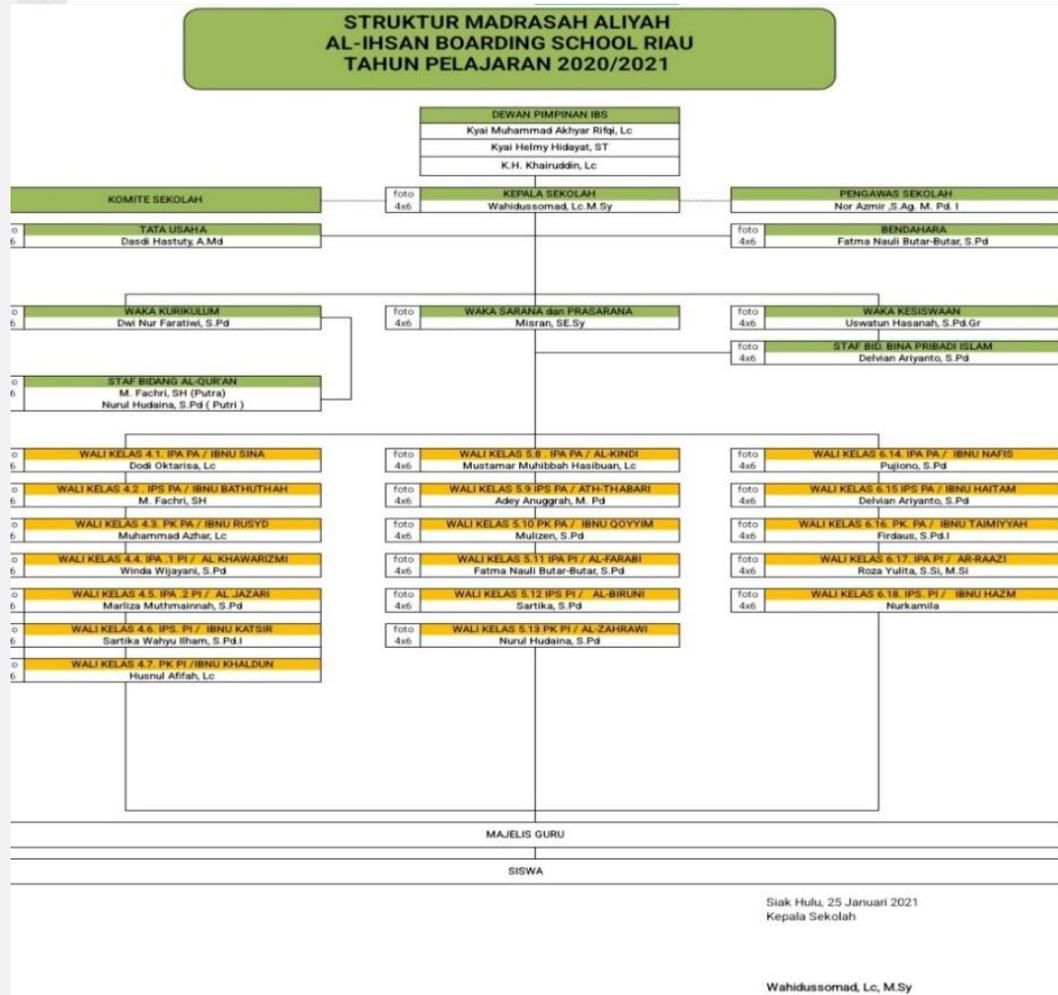 STRUKTUR MADRASAH ALIYAH
AL-IHSAN BOARDING SCHOOL RIAU
TAHUN PELAJARAN 2020/2021
DEWAN PIMPINAN IBS
Kyai Muhammad Akhyar Rifqi, Lc
Kyai Helmy Hidayat, ST
K.H. Khairuddin, Lc
KOMITE SEKOLAH
foto
4x6
KEPALA SEKOLAH
Wahidussomad, Lc.M.Sy
PENGAWAS SEKOLAH
Nor Azmir ,S.Ag. M. Pd. I
o
6
TATA USAHA
Dasdi Hastuty, A.Md
foto
4x6
BENDAHARA
Fatma Nauli Butar-Butar, S.Pd
o
6
WAKA KURIKULUM
Dwi Nur Faratiwi, S.Pd
foto
4x6
WAKA SARANA dan PRASARANA
Misran, SE.Sy
foto
4x6
WAKA KESISWAAN
Uswatun Hasanah, S.Pd.Gr
foto
4x6
STAF BID. BINA PRIBADI ISLAM
Delvian Ariyanto, S.Pd
o
6
STAF BIDANG AL-QUR'AN
M. Fachri, SH (Putra)
Nurul Hudaina, S.Pd ( Putri )
o
6
WALI KELAS 4.1. IPA PA / IBNU SINA
Dodi Oktarisa, Lc
foto
4x6
WALI KELAS 5.8 . IPA PA / AL-KINDI
Mustamar Muhibbah Hasibuan, Lc
foto
4x6
WALI KELAS 6.14. IPA PA / IBNU NAFIS
Pujiono, S.Pd
o
6
WALI KELAS 4.2 . IPS PA / IBNU BATHUTHAH
M. Fachri, SH
foto
4x6
WALI KELAS 5.9 IPS PA / ATH-THABARI
Adey Anuggrah, M. Pd
foto
4x6
WALI KELAS 6.15 IPS PA / IBNU HAITAM
Delvian Ariyanto, S.Pd
o
6
WALI KELAS 4.3. PK PA / IBNU RUSYD
Muhammad Azhar, Lc
foto
4x6
WALI KELAS 5.10 PK PA / IBNU QOYYIM
Mulizen, S.Pd
foto
4x6
WALI KELAS 6.16. PK. PA / IBNU TAIMIYYAH
Firdaus, S.Pd.I
o
6
WALI KELAS 4.4. IPA .1 PI / AL KHAWARIZMI
Winda Wijayani, S.Pd
foto
4x6
WALI KELAS 5.11 IPA PI / AL-FARABI
Fatma Nauli Butar-Butar, S.Pd
foto
4x6
WALI KELAS 6.17. IPA PI / AR-RAAZI
Roza Yulita, S.Si, M.Si
o
6
WALI KELAS 4.5. IPA .2 PI / AL JAZARI
Marliza Muthmainnah, S.Pd
foto
4x6
WALI KELAS 5.12 IPS PI / AL-BIRUNI
Sartika, S.Pd
foto
4x6
WALI KELAS 6.18. IPS. PI / IBNU HAZM
Nurkamila
o
6
WALI KELAS 4.6. IPS. PI / IBNU KATSIR
Sartika Wahyu Ilham, S.Pd.I
foto
4x6
WALI KELAS 5.13 PK PI / AL-ZAHRAWI
Nurul Hudaina, S.Pd
o
6
WALI KELAS 4.7. PK PI /IBNU KHALDUN
Husnul Afifah, Lc
MAJELIS GURU
SISWA
Siak Hulu, 25 Januari 2021
Kepala Sekolah
Wahidussomad, Lc, M.Sy